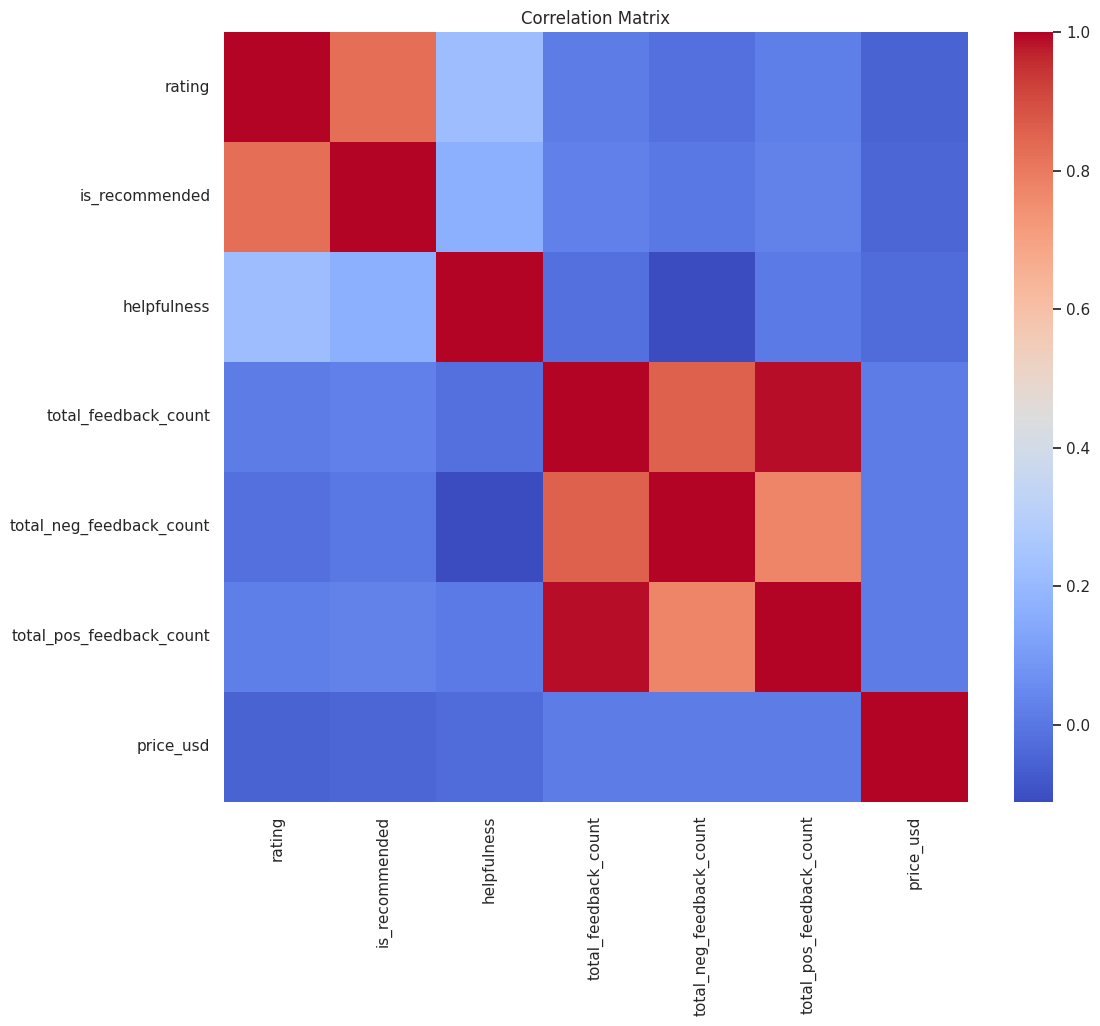 Correlation Matrix
rating
is_recommended
helpfulness
total_feedback_count
total_neg_feedback_count
total_pos_feedback_count
price_usd
rating
is_recommended
helpfulness
total_feedback_count
total_neg_feedback_count
total_pos_feedback_count
price_usd
1.0
0.8
0.6
0.4
0.2
0.0